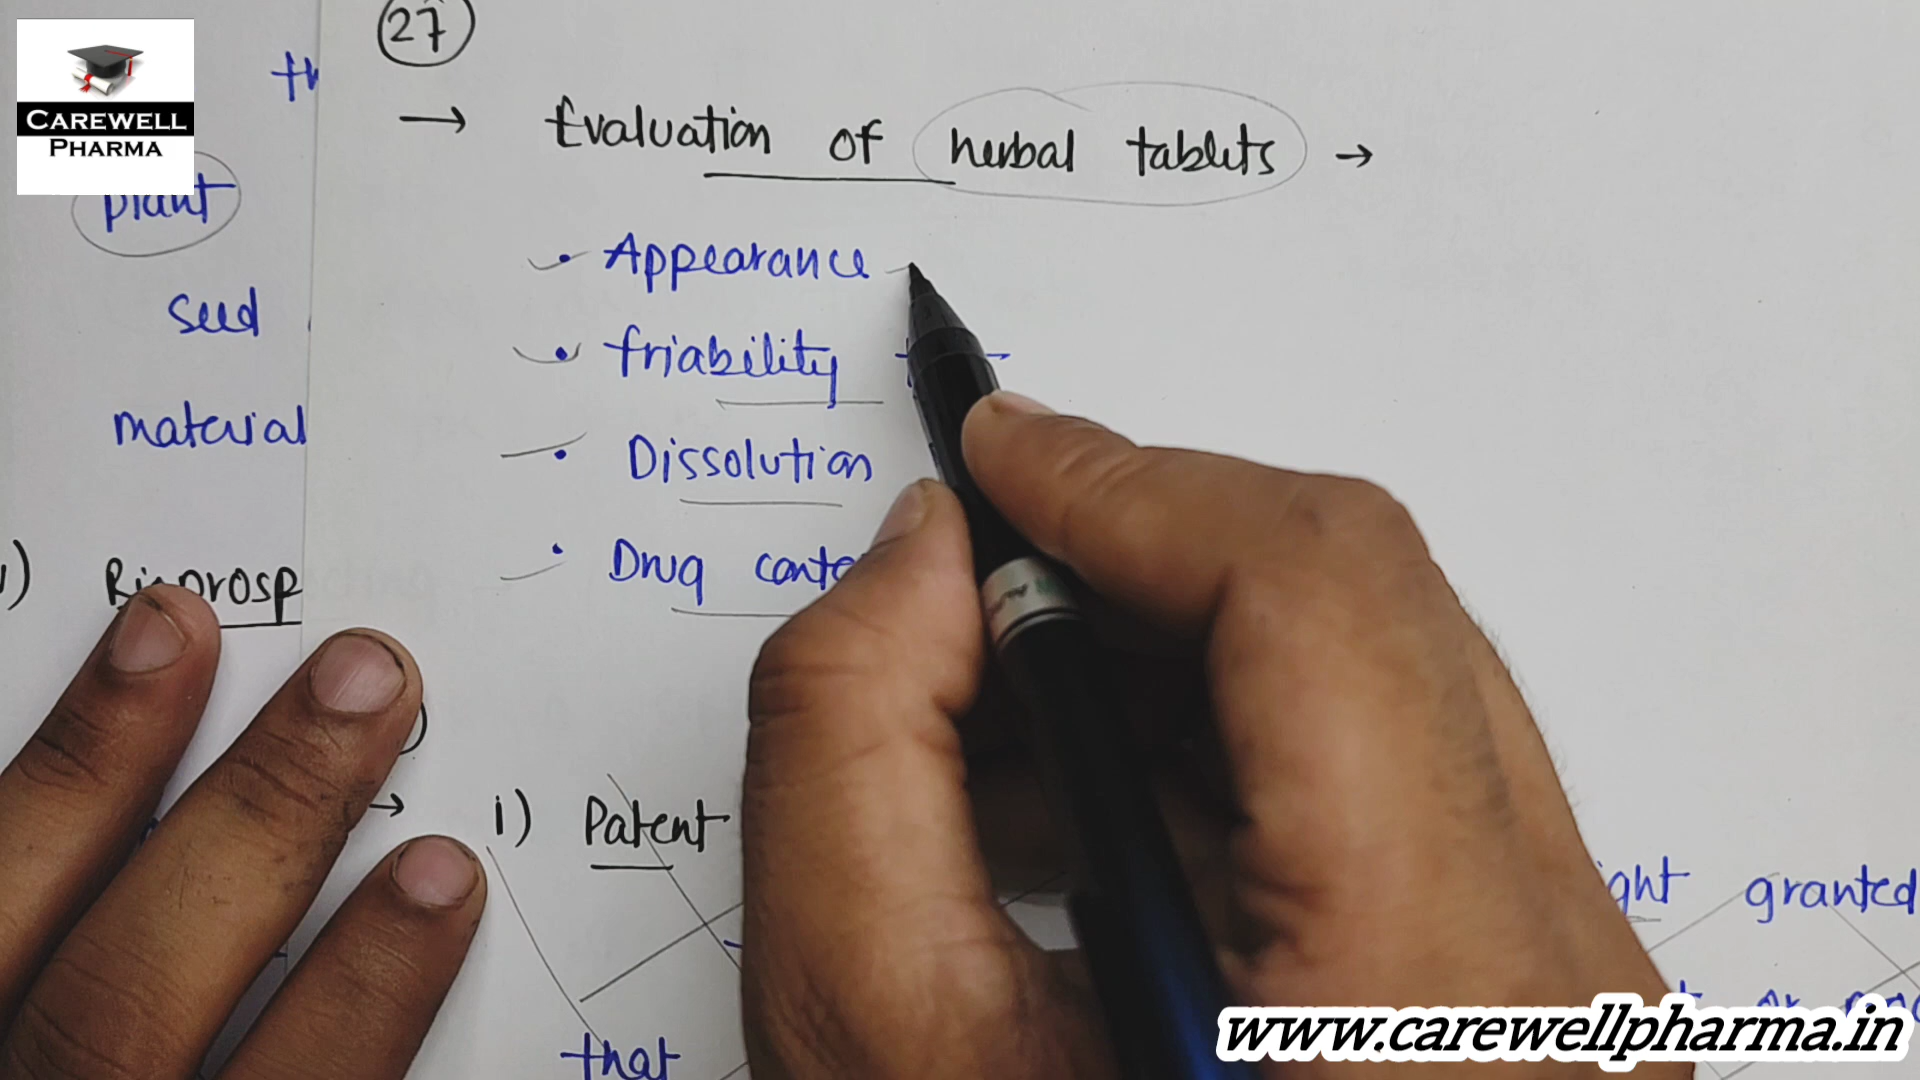 27
CAREWELL
PHARMA
plant
seed
material
→ Evaluation of herbal tablets →
• Appearance
• friability
• Dissolution
• Drug
→ i) Patent
granted
that
www.carewellpharma.in